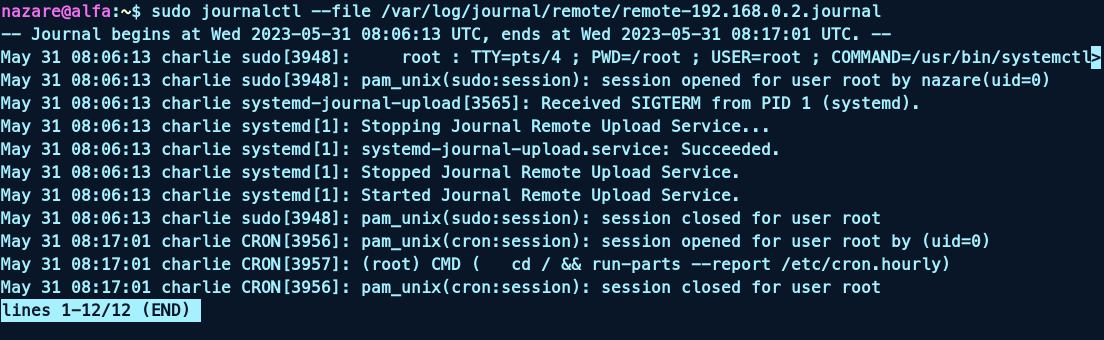 nazare@alfa:~$ sudo journalctl --file /var/log/journal/remote/remote-192.168.0.2.journal
-- Journal begins at Wed 2023-05-31 08:06:13 UTC, ends at Wed 2023-05-31 08:17:01 UTC. --
May 31 08:06:13 charlie sudo[3948]:     root : TTY=pts/4 ; PWD=/root ; USER=root ; COMMAND=/usr/bin/systemctl>
May 31 08:06:13 charlie sudo[3948]: pam_unix(sudo:session): session opened for user root by nazare(uid=0)
May 31 08:06:13 charlie systemd-journal-upload[3565]: Received SIGTERM from PID 1 (systemd).
May 31 08:06:13 charlie systemd[1]: Stopping Journal Remote Upload Service...
May 31 08:06:13 charlie systemd[1]: systemd-journal-upload.service: Succeeded.
May 31 08:06:13 charlie systemd[1]: Stopped Journal Remote Upload Service.
May 31 08:06:13 charlie systemd[1]: Started Journal Remote Upload Service.
May 31 08:06:13 charlie sudo[3948]: pam_unix(sudo:session): session closed for user root
May 31 08:17:01 charlie CRON[3956]: pam_unix(cron:session): session opened for user root by (uid=0)
May 31 08:17:01 charlie CRON[3957]: (root) CMD (   cd / && run-parts --report /etc/cron.hourly)
May 31 08:17:01 charlie CRON[3956]: pam_unix(cron:session): session closed for user root
lines 1-12/12 (END)